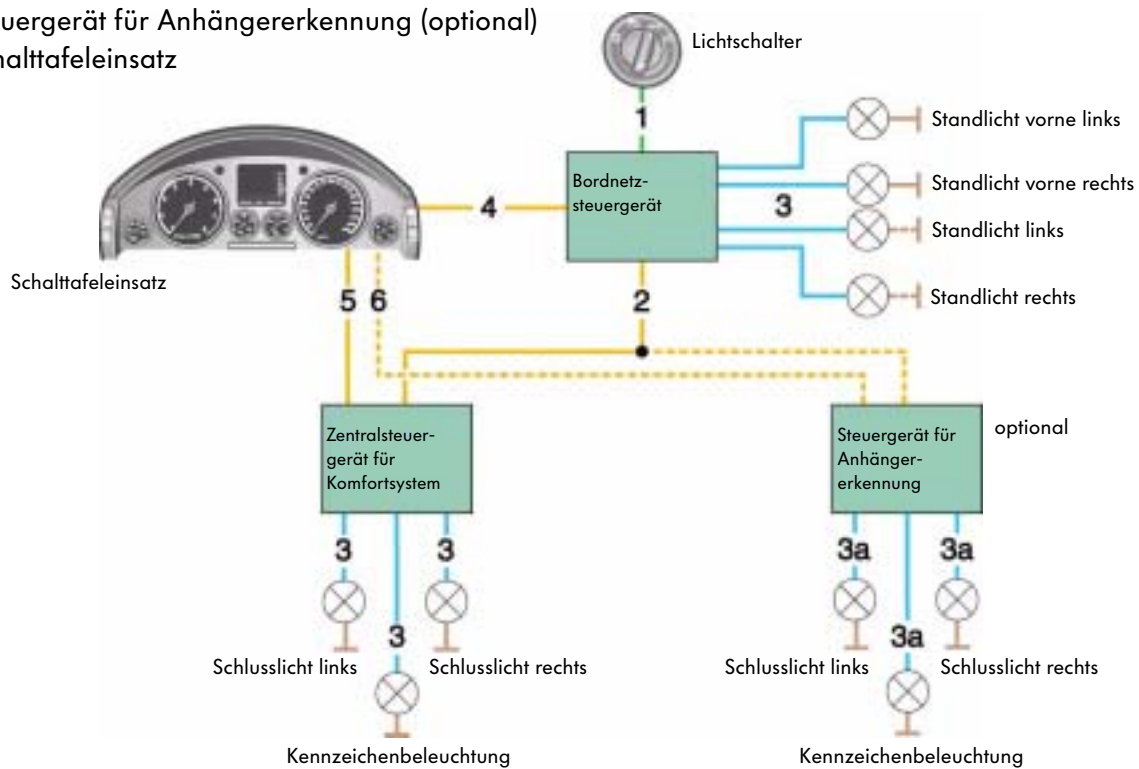 uergerät für Anhängererkennung (optional)
halttafeleinsatz
Lichtschalter
1
Standlicht vorne links
Bordnetz-
steuergerät
Standlicht vorne rechts
3
4
Standlicht links
Schalttafeleinsatz
5
6
2
Standlicht rechts
Zentralsteuer-
gerät für
Komfortsystem
Steuergerät für
Anhänger-
erkennung
optional
3
3
3a
3a
3
3a
Schlusslicht links
Schlusslicht rechts
Schlusslicht links
Schlusslicht rechts
Kennzeichenbeleuchtung
Kennzeichenbeleuchtung